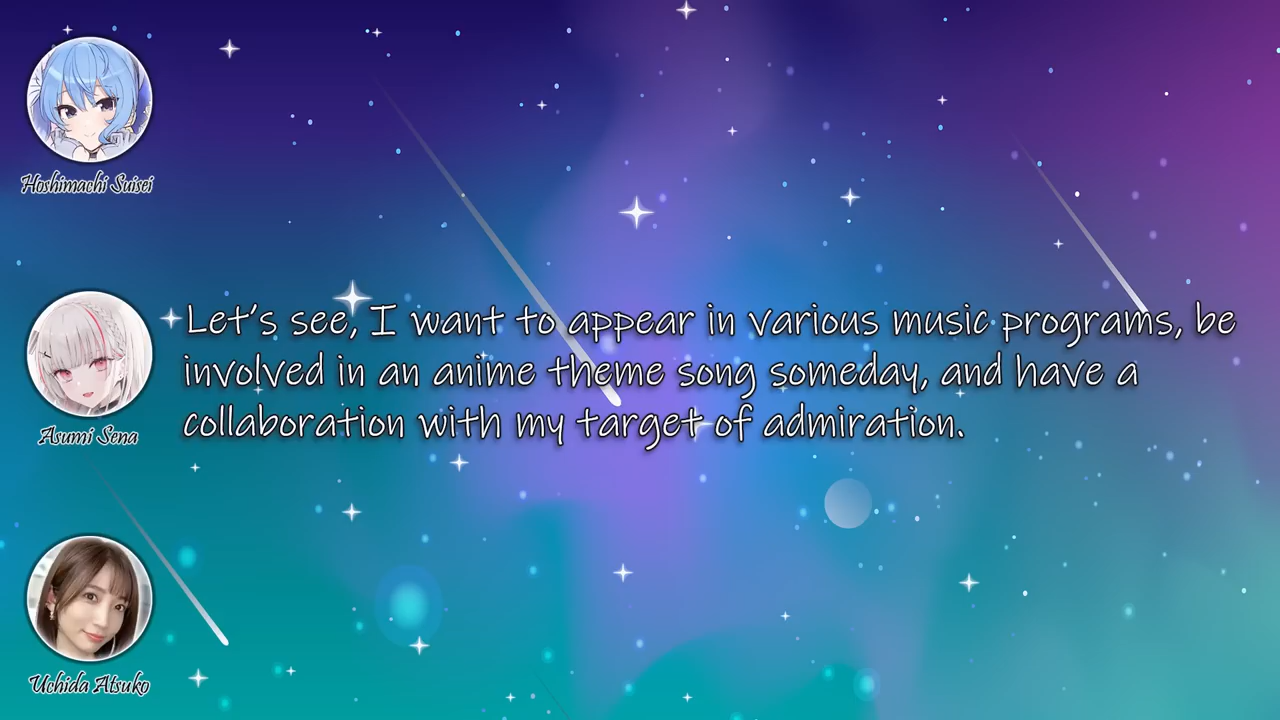 Hoshimachi Suisei
Let's see, I want to appear in various music programs, be
involved in an anime theme song someday, and have a
collaboration with my target of admiration.
Asumi Sena
Uchida Atsuko